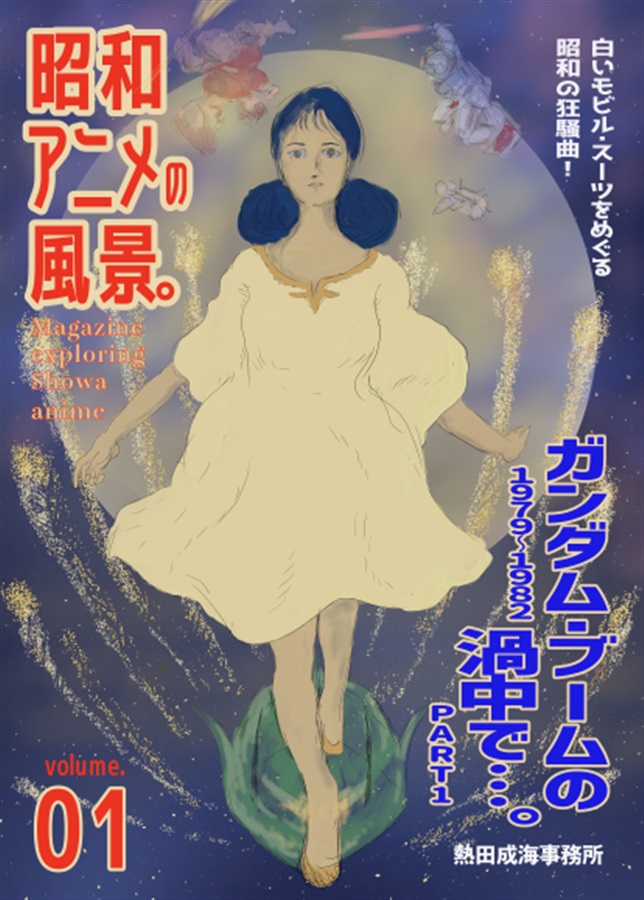 昭和
アニメの
風景。
Magazine
exploring
Showa
anime
白いモビル・スーツをめぐる
昭和の狂騒曲！
ガンダム・ブームの
1979〜1982
渦中で…。
PART1
volume.
01
熱田成海事務所